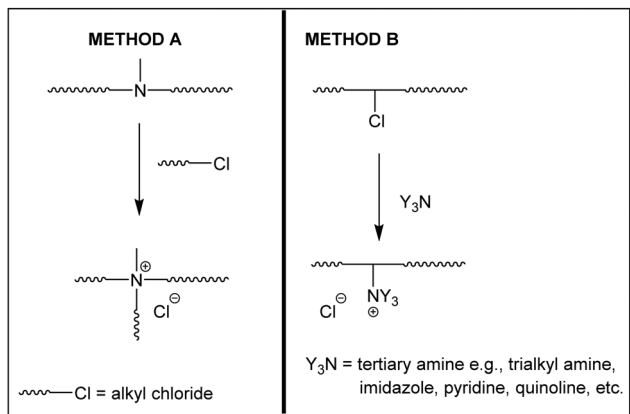 METHOD A
N
Cl
N
⊕
Cl
⊖
Cl = alkyl chloride
METHOD B
Cl
Y₃N
Cl
⊖
NY₃
⊕
Y₃N = tertiary amine e.g., trialkyl amine,
imidazole, pyridine, quinoline, etc.